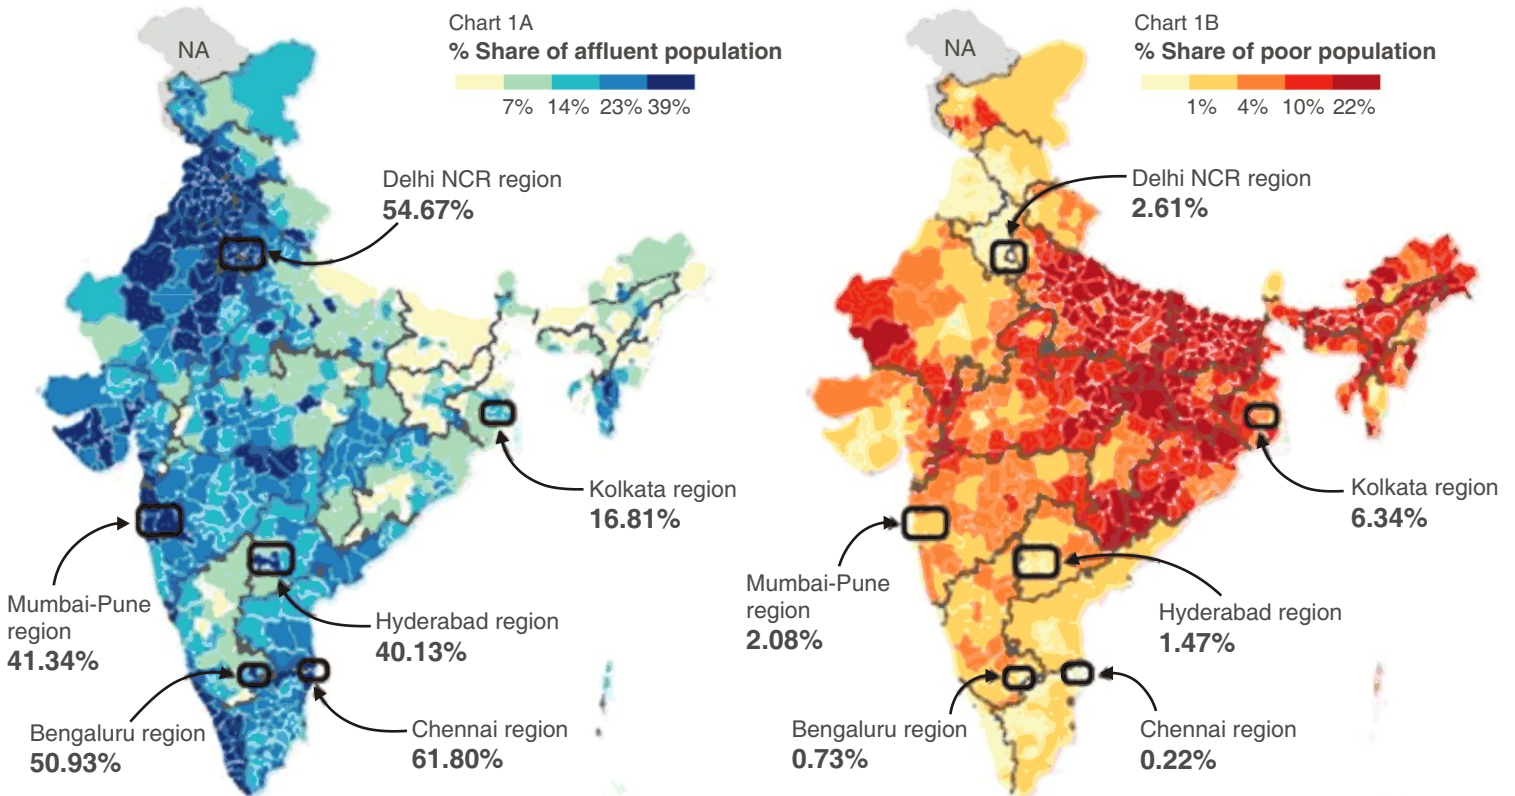 Chart 1A
% Share of affluent population
7% 14% 23% 39%
NA
Delhi NCR region
54.67%
Kolkata region
16.81%
Mumbai-Pune
region
41.34%
Hyderabad region
40.13%
Bengaluru region
50.93%
Chennai region
61.80%
Chart 1B
% Share of poor population
1% 4% 10% 22%
NA
Delhi NCR region
2.61%
Kolkata region
6.34%
Mumbai-Pune
region
2.08%
Hyderabad region
1.47%
Bengaluru region
0.73%
Chennai region
0.22%